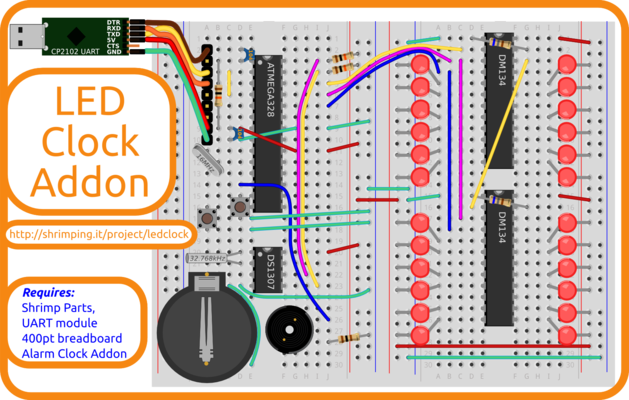 DTR
RXD
TXD
5V
CTS
GND
CP2102 UART
LED
Clock
Addon
http://shrimping.it/project/ledclock
Requires:
Shrimp Parts,
UART module
400pt breadboard
Alarm Clock Addon
ATMEGA328
16MHz
32.768kHz
DS1307
DM134
DM134